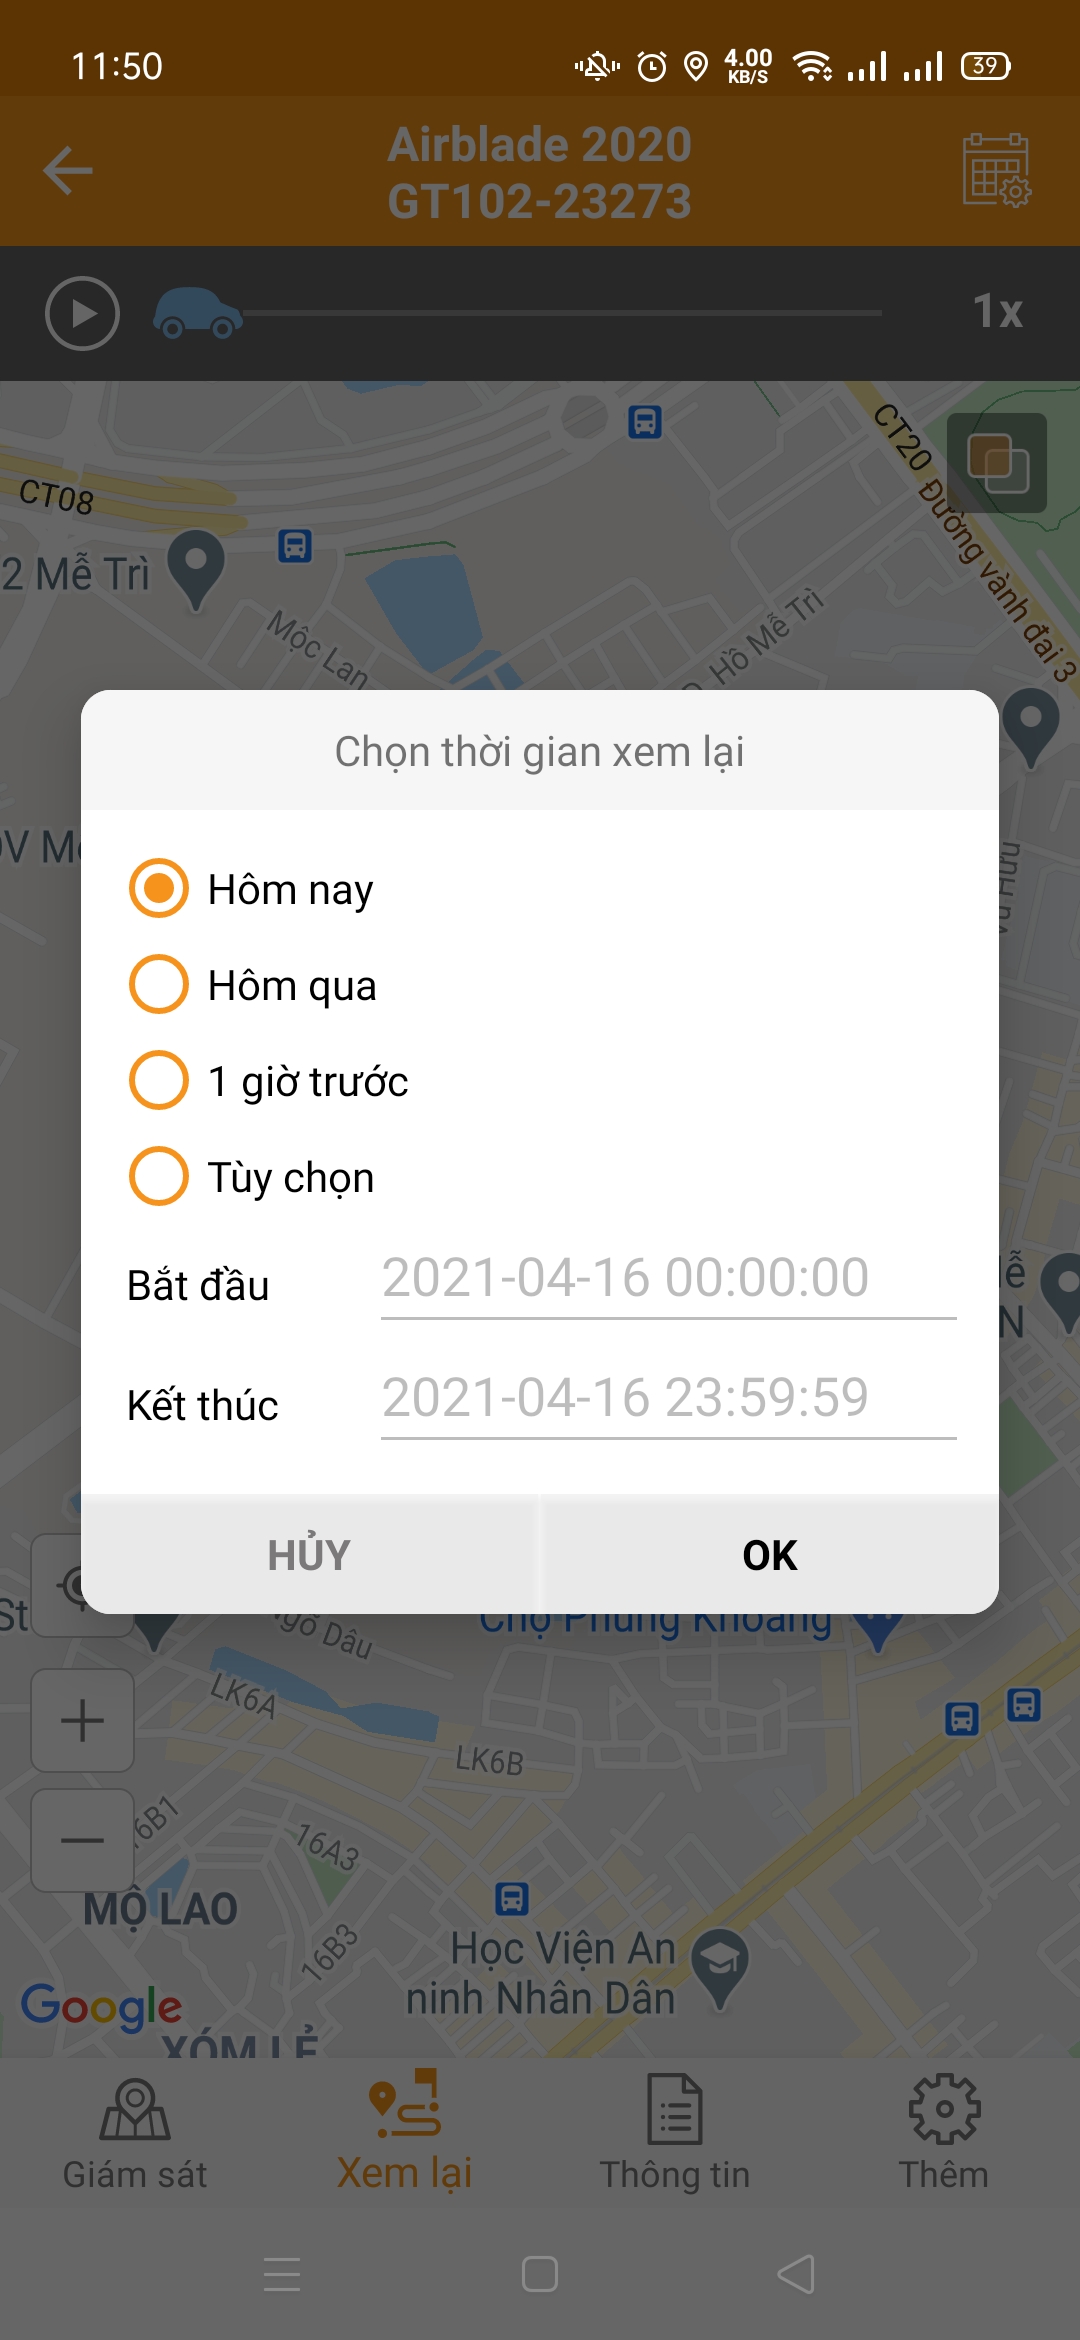 11:50
4.00
KB/S
39
Airblade 2020
GT102-23273
1x
CT08
CT20 Đường vành đai 3
2 Mễ Trì
Mộc Lan
Hồ Mễ Trì
Chọn thời gian xem lại
Hôm nay
Hôm qua
1 giờ trước
Tùy chọn
Bắt đầu
2021-04-16 00:00:00
Kết thúc
2021-04-16 23:59:59
HỦY
OK
N
St
Chợ Phùng Khoang
LK6A
LK6B
16B1
16A3
MỘ LAO
16B3
Học Viện An
ninh Nhân Dân
Google
XÓM LẺ
Giám sát
Xem lại
Thông tin
Thêm